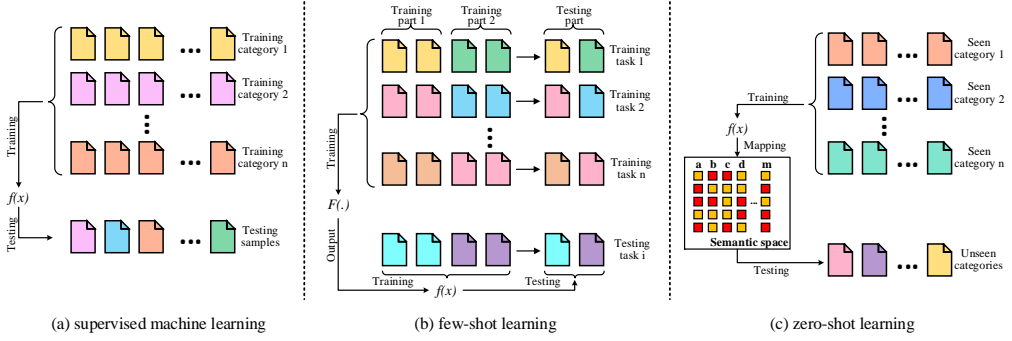 Training
category 1
Training
category 2
Training
category n
Training
f(x)
Testing
Testing
samples
(a) supervised machine learning
Training
part 1
Training
part 2
Testing
part
Training
task 1
Training
task 2
Training
task n
Training
F(.)
Output
Testing
task i
Training
f(x)
Testing
(b) few-shot learning
Seen
category 1
Seen
category 2
Seen
category n
Training
f(x)
Mapping
a b c d m
...
Semantic space
Testing
Unseen
categories
(c) zero-shot learning